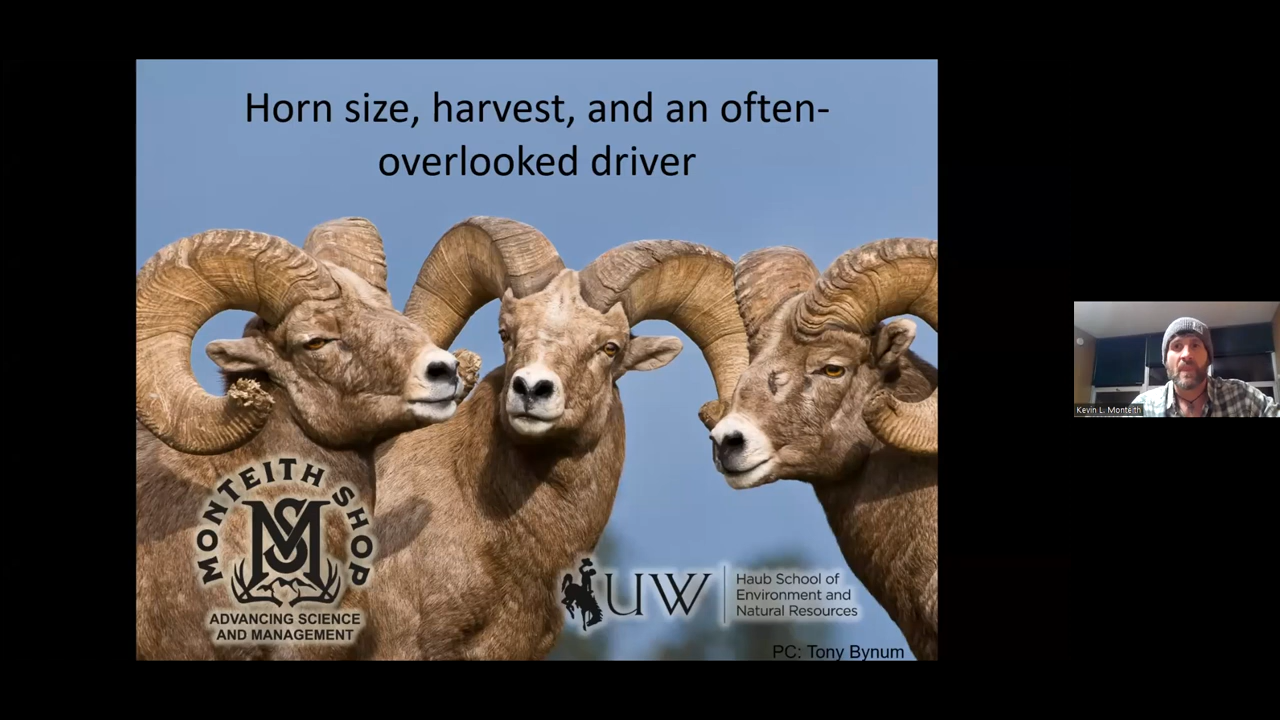 Horn size, harvest, and an often-
overlooked driver
MONTEITH SHOP
MS
ADVANCING SCIENCE
AND MANAGEMENT
UW
Haub School of
Environment and
Natural Resources
PC: Tony Bynum
Kevin L. Monteith